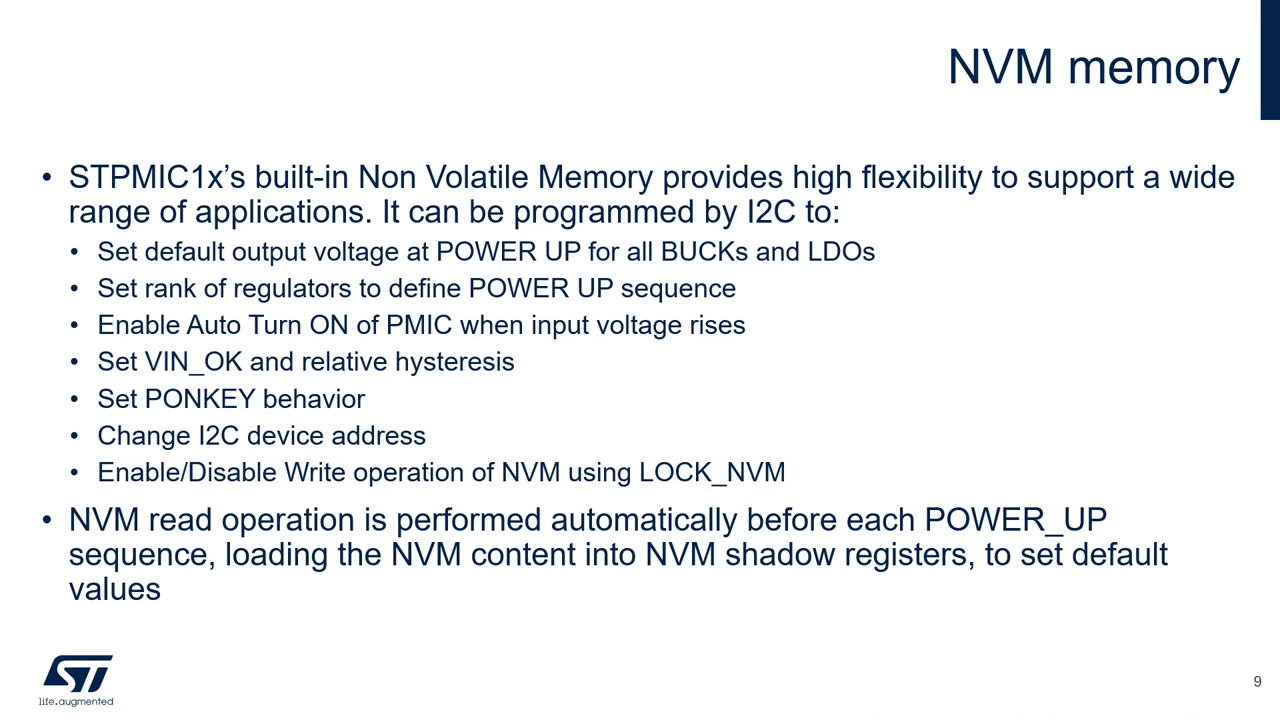 NVM memory
• STPMIC1x’s built-in Non Volatile Memory provides high flexibility to support a wide
range of applications. It can be programmed by I2C to:
• Set default output voltage at POWER UP for all BUCKs and LDOs
• Set rank of regulators to define POWER UP sequence
• Enable Auto Turn ON of PMIC when input voltage rises
• Set VIN_OK and relative hysteresis
• Set PONKEY behavior
• Change I2C device address
• Enable/Disable Write operation of NVM using LOCK_NVM
• NVM read operation is performed automatically before each POWER_UP
sequence, loading the NVM content into NVM shadow registers, to set default
values
ST
life.augmented
9